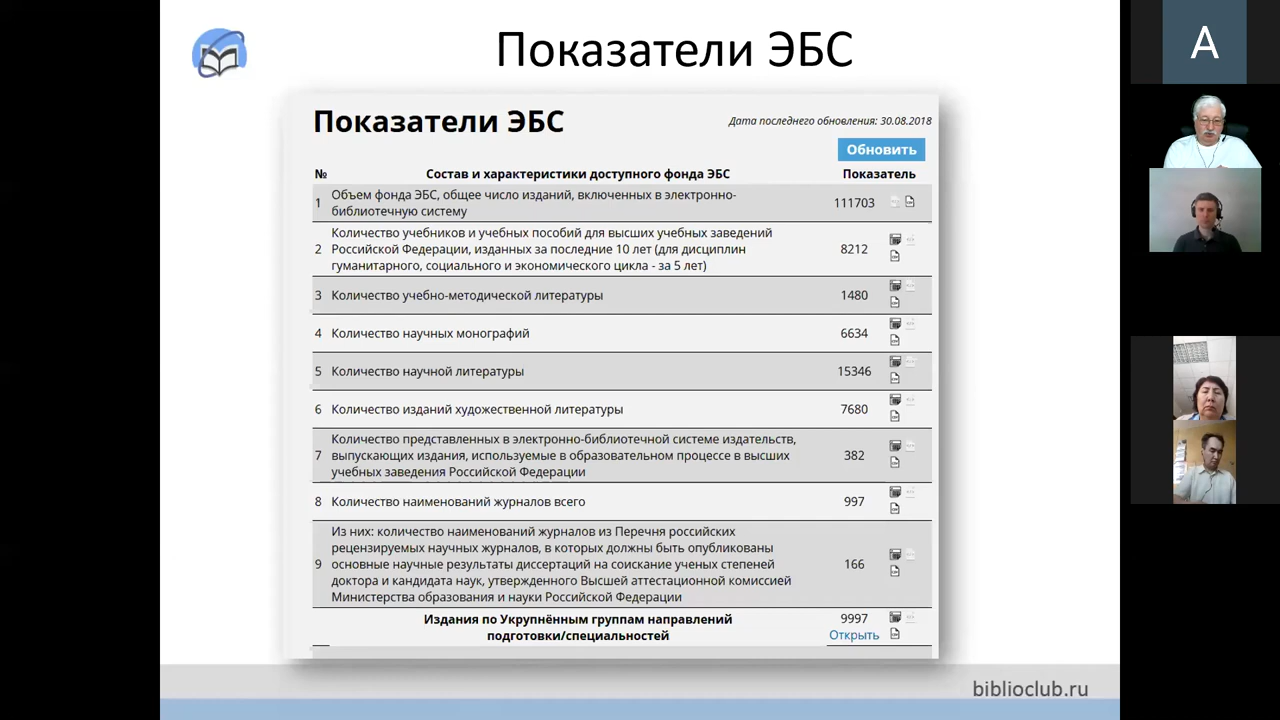 Показатели ЭБС
A
Показатели ЭБС
Дата последнего обновления: 30.08.2018
Обновить
№ Состав и характеристики доступного фонда ЭБС Показатель
1 Объем фонда ЭБС, общее число изданий, включенных в электронно-
библиотечную систему
111703
2 Количество учебников и учебных пособий для высших учебных заведений
Российской Федерации, изданных за последние 10 лет (для дисциплин
гуманитарного, социального и экономического цикла - за 5 лет)
8212
3 Количество учебно-методической литературы 1480
4 Количество научных монографий 6634
5 Количество научной литературы 15346
6 Количество изданий художественной литературы 7680
7 Количество представленных в электронно-библиотечной системе издательств,
выпускающих издания, используемые в образовательном процессе в высших
учебных заведения Российской Федерации
382
8 Количество наименований журналов всего 997
9 Из них: количество наименований журналов из Перечня российских
рецензируемых научных журналов, в которых должны быть опубликованы
основные научные результаты диссертаций на соискание ученых степеней
доктора и кандидата наук, утвержденного Высшей аттестационной комиссией
Министерства образования и науки Российской Федерации
166
Издания по Укрупнённым группам направлений
подготовки/специальностей
9997
Открыть
biblioclub.ru